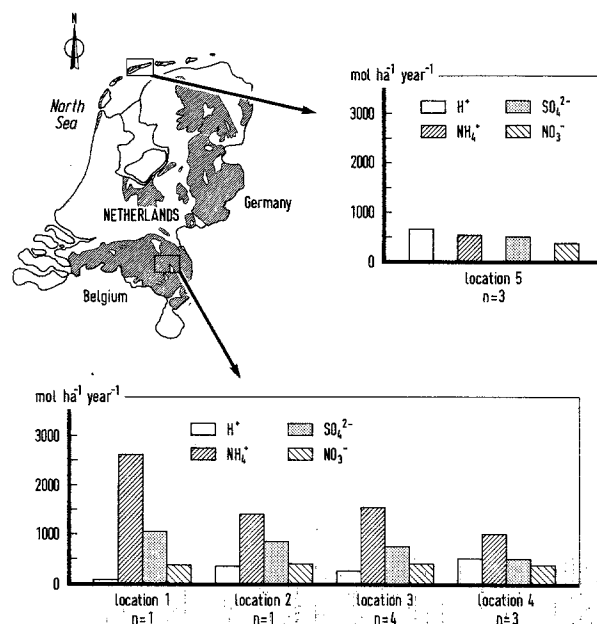 N
North
Sea
NETHERLANDS
Germany
Belgium
mol ha⁻¹ year⁻¹
H⁺ SO₄²⁻
NH₄⁺ NO₃⁻
3000
2000
1000
0
location 5
n=3
mol ha⁻¹ year⁻¹
H⁺ SO₄²⁻
NH₄⁺ NO₃⁻
3000
2000
1000
0
location 1 location 2 location 3 location 4
n=1 n=1 n=4 n=3